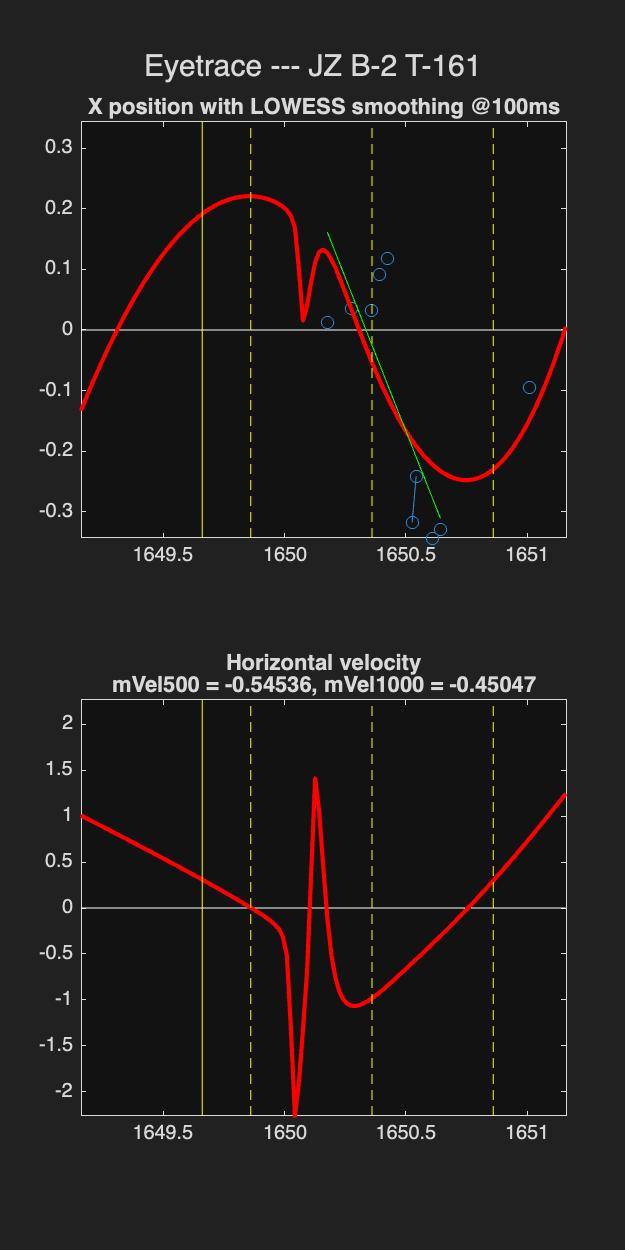 Eyetrace --- JZ B-2 T-161
X position with LOWESS smoothing @100ms
0.3
0.2
0.1
0
-0.1
-0.2
-0.3
1649.5 1650 1650.5 1651
Horizontal velocity
mVel500 = -0.54536, mVel1000 = -0.45047
2
1.5
1
0.5
0
-0.5
-1
-1.5
-2
1649.5 1650 1650.5 1651